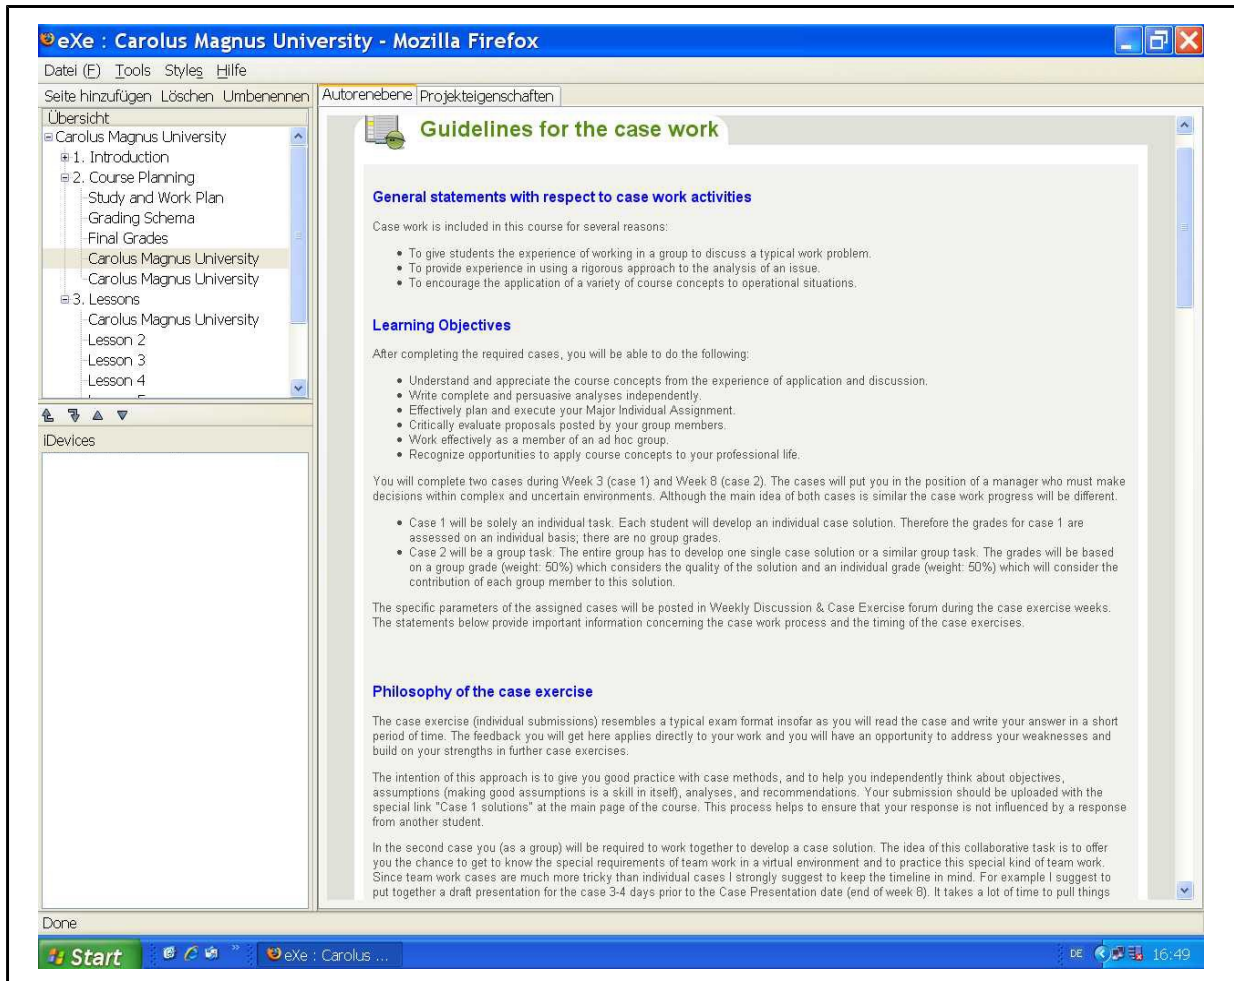 eXe : Carolus Magnus University - Mozilla Firefox
Datei (F) Tools Styles Hilfe
Seite hinzufügen Löschen Umbenennen
Autorenebene Projekteigenschaften
Übersicht
Carolus Magnus University
1. Introduction
2. Course Planning
Study and Work Plan
Grading Schema
Final Grades
Carolus Magnus University
Carolus Magnus University
3. Lessons
Carolus Magnus University
Lesson 2
Lesson 3
Lesson 4
iDevices
Guidelines for the case work
General statements with respect to case work activities
Case work is included in this course for several reasons:
• To give students the experience of working in a group to discuss a typical work problem.
• To provide experience in using a rigorous approach to the analysis of an issue.
• To encourage the application of a variety of course concepts to operational situations.
Learning Objectives
After completing the required cases, you will be able to do the following:
• Understand and appreciate the course concepts from the experience of application and discussion.
• Write complete and persuasive analyses independently.
• Effectively plan and execute your Major Individual Assignment.
• Critically evaluate proposals posted by your group members.
• Work effectively as a member of an ad hoc group.
• Recognize opportunities to apply course concepts to your professional life.
You will complete two cases during Week 3 (case 1) and Week 8 (case 2). The cases will put you in the position of a manager who must make
decisions within complex and uncertain environments. Although the main idea of both cases is similar the case work progress will be different.
• Case 1 will be solely an individual task. Each student will develop an individual case solution. Therefore the grades for case 1 are
assessed on an individual basis; there are no group grades.
• Case 2 will be a group task. The entire group has to develop one single case solution or a similar group task. The grades will be based
on a group grade (weight: 50%) which considers the quality of the solution and an individual grade (weight: 50%) which will consider the
contribution of each group member to this solution.
The specific parameters of the assigned cases will be posted in Weekly Discussion & Case Exercise forum during the case exercise weeks.
The statements below provide important information concerning the case work process and the timing of the case exercises.
Philosophy of the case exercise
The case exercise (individual submissions) resembles a typical exam format insofar as you will read the case and write your answer in a short
period of time. The feedback you will get here applies directly to your work and you will have an opportunity to address your weaknesses and
build on your strengths in further case exercises.
The intention of this approach is to give you good practice with case methods, and to help you independently think about objectives,
assumptions (making good assumptions is a skill in itself), analyses, and recommendations. Your submission should be uploaded with the
special link "Case 1 solutions" at the main page of the course. This process helps to ensure that your response is not influenced by a response
from another student.
In the second case you (as a group) will be required to work together to develop a case solution. The idea of this collaborative task is to offer
you the chance to get to know the special requirements of team work in a virtual environment and to practice this special kind of team work.
Since team work cases are much more tricky than individual cases I strongly suggest to keep the timeline in mind. For example I suggest to
put together a draft presentation for the case 3-4 days prior to the Case Presentation date (end of week 8). It takes a lot of time to pull things
Done
Start
eXe : Carolus ...
DE
16:49